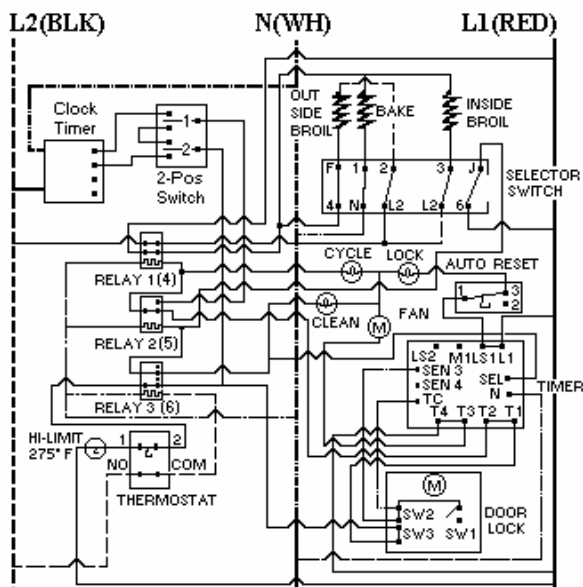 L2(BLK) N(WH) L1(RED)
Clock
Timer
1
2
2-Pos
Switch
OUT
SIDE
BROIL
BAKE
INSIDE
BROIL
F 1 2 3 J
4 N L2 L2 6
SELECTOR
SWITCH
CYCLE LOCK
AUTO RESET
1 3
2
RELAY 1 (4)
CLEAN
FAN
M
RELAY 2 (5)
LS2 M1 LS1 L1
SEN 3
SEN 4
TC
SEL
N
T4 T3 T2 T1
TIMER
RELAY 3 (6)
HI-LIMIT
275° F
1 2
NO COM
THERMOSTAT
M
SW2
SW3 SW1
DOOR
LOCK